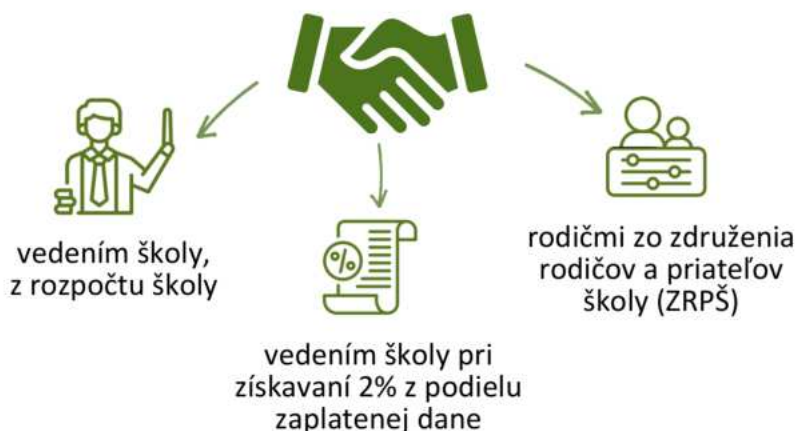 vedením školy,
z rozpočtu školy
%
vedením školy pri
získavaní 2% z podielu
zaplatenej dane
rodičmi zo združenia
rodičov a priateľov
školy (ZRPŠ)